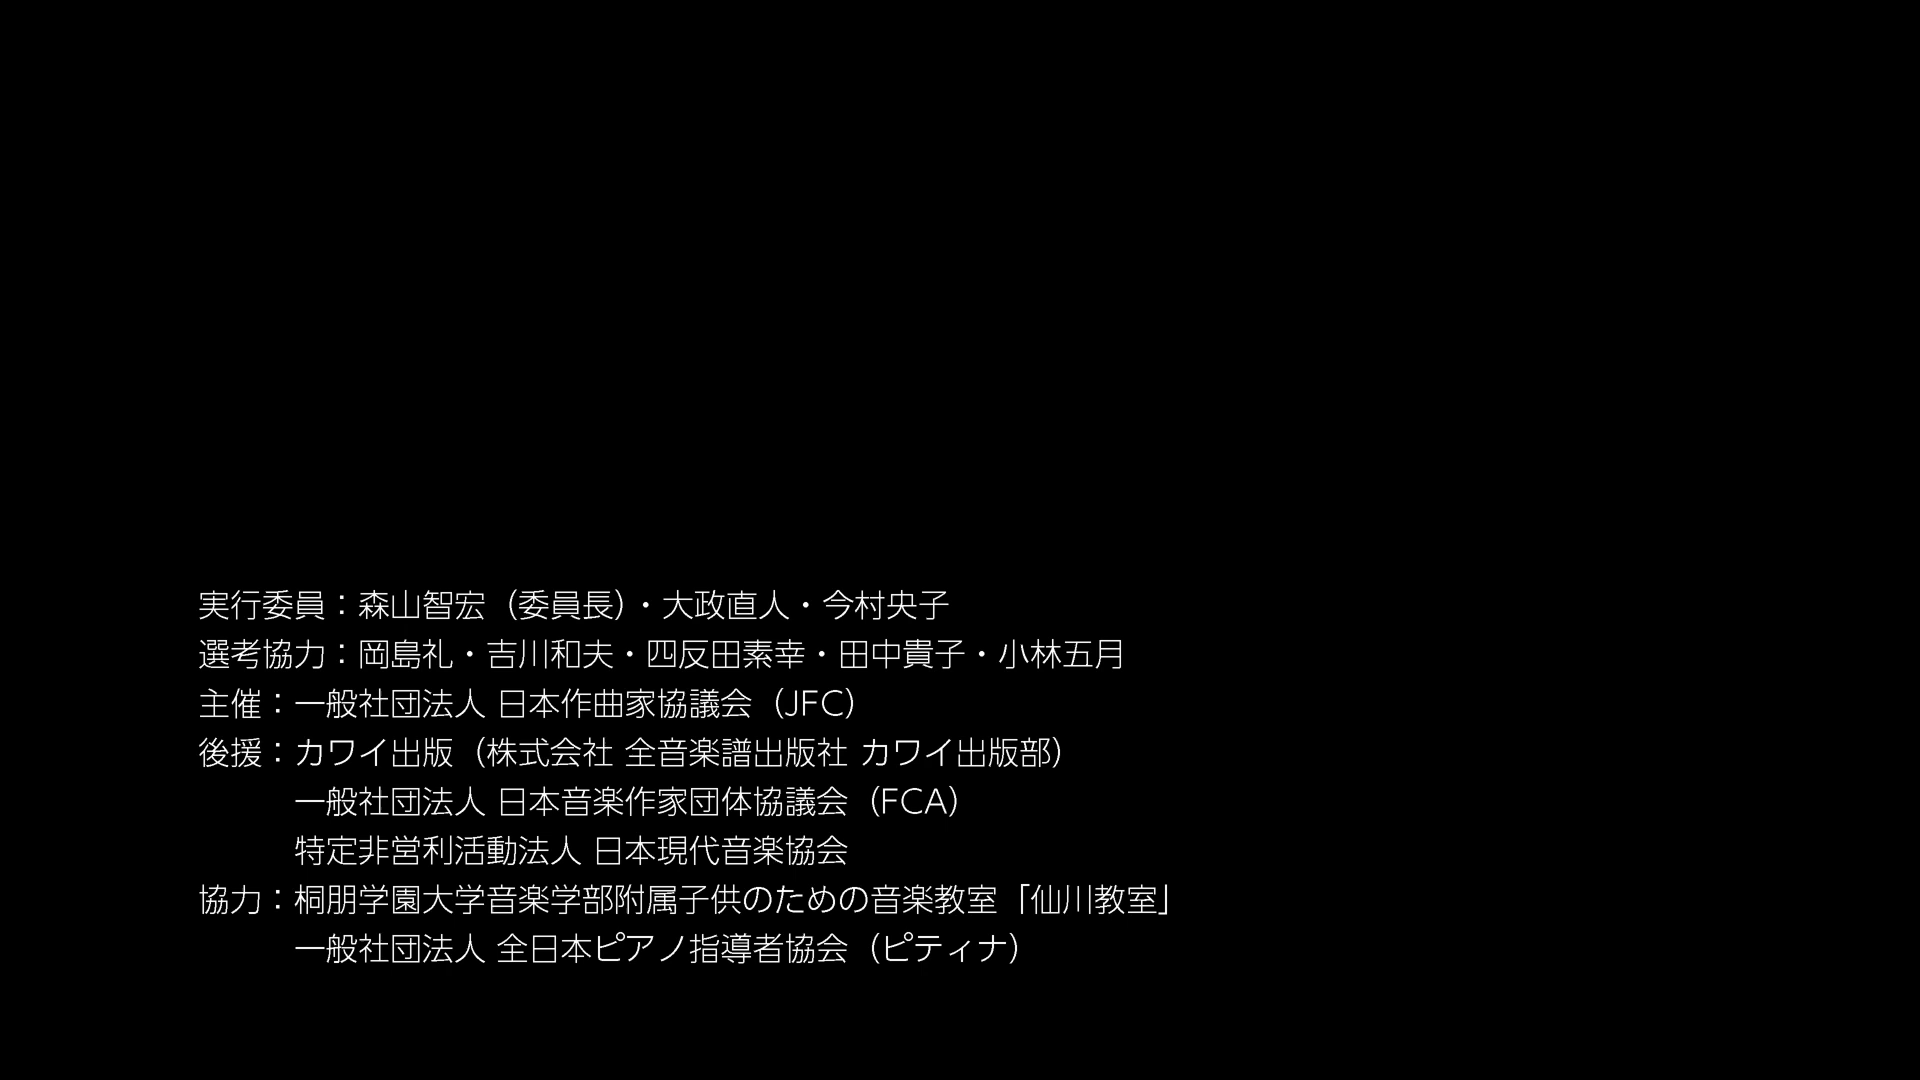 実行委員：森山智宏（委員長）・大政直人・今村央子
選考協力：岡島礼・吉川和夫・四反田素幸・田中貴子・小林五月
主催：一般社団法人 日本作曲家協議会（JFC）
後援：カワイ出版（株式会社 全音楽譜出版社 カワイ出版部）
一般社団法人 日本音楽作家団体協議会（FCA）
特定非営利活動法人 日本現代音楽協会
協力：桐朋学園大学音楽学部附属子供のための音楽教室「仙川教室」
一般社団法人 全日本ピアノ指導者協会（ピティナ）